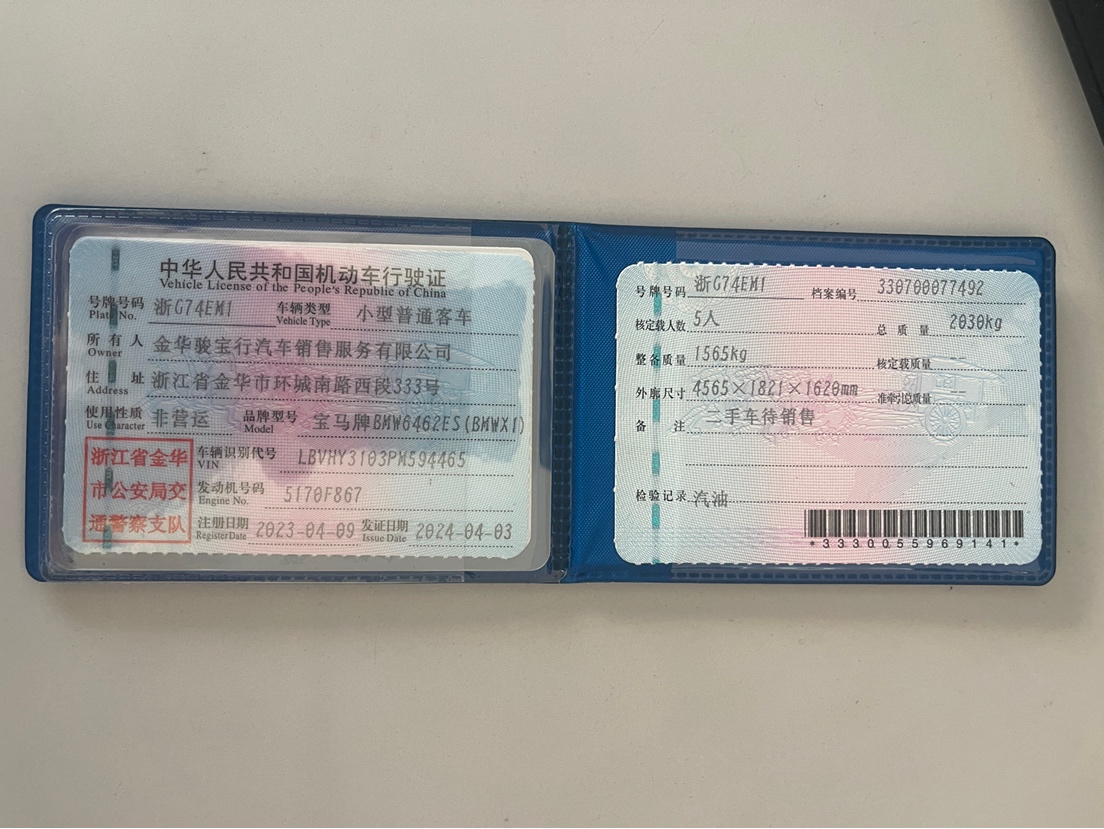 中华人民共和国机动车行驶证
Vehicle License of the People's Republic of China
号牌号码 浙G74EM1 车辆类型 小型普通客车
Plate No. Vehicle Type
所有人 金华骏宝行汽车销售服务有限公司
Owner
住址 浙江省金华市环城南路西段333号
Address
使用性质 非营运 品牌型号 宝马牌BMW6462ES(BMWX1)
Use Character Model
浙江省金华
市公安局交
通警察支队
车辆识别代号 LBVHY3103PM594465
VIN
发动机号码 5170F867
Engine No.
注册日期 2023-04-09 发证日期 2024-04-03
Register Date Issue Date
号牌号码 浙G74EM1 档案编号 330700077492
核定载人数 5人 总质量 2030kg
整备质量 1565kg 核定载质量 --
外廓尺寸 4565×1821×1620mm 准牵引总质量
备注 二手车待销售
检验记录 汽油
*3330055969141*